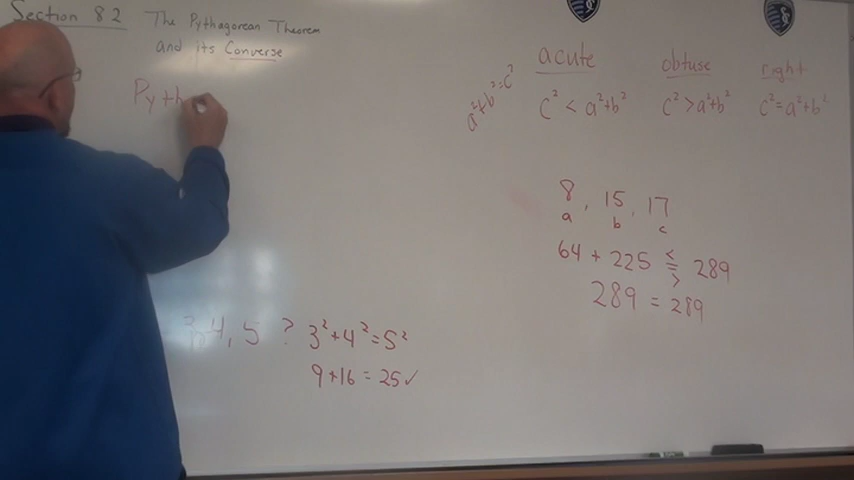 Section 8 2 The Pythagorean Theorem
and its Converse
Pyth
acute obtuse right
a²+b²=c²
c² < a²+b² c² > a²+b² c² = a²+b²
8, 15, 17
a b c
64 + 225 < = > 289
289 = 289
3, 4, 5 ? 3² + 4² = 5²
9 + 16 = 25 ✓